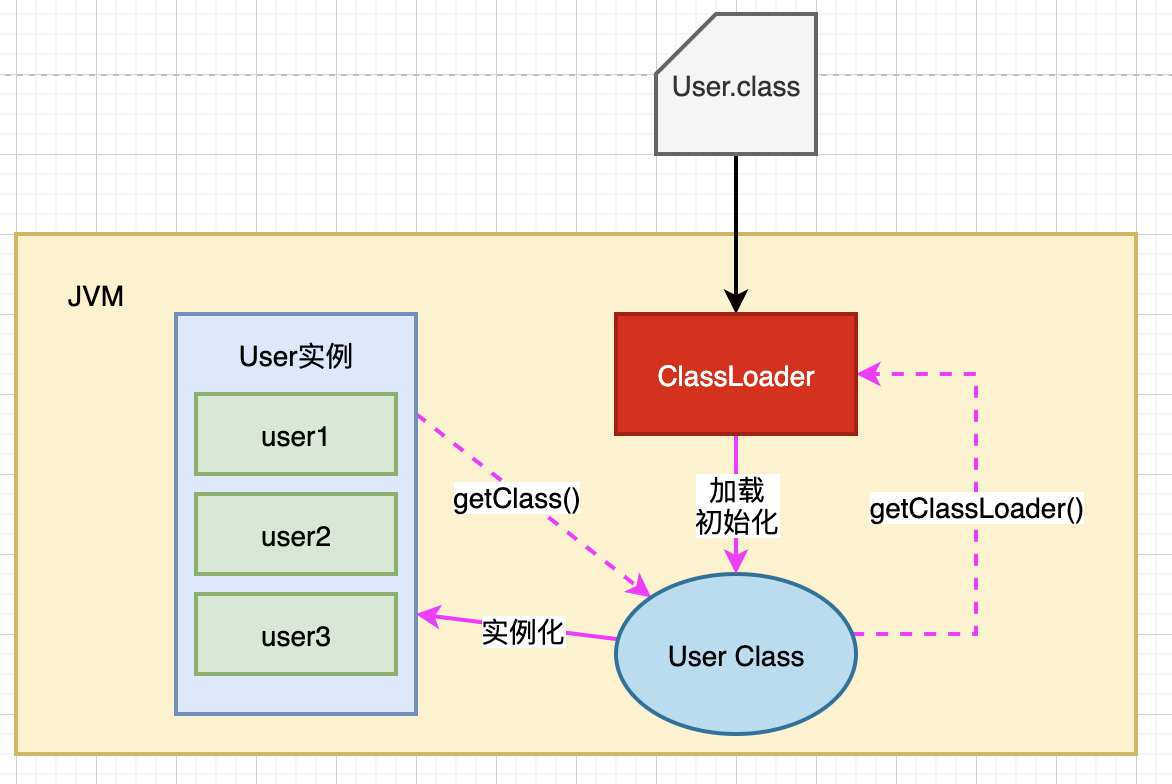 User.class
JVM
User实例
user1
user2
user3
ClassLoader
getClass()
加载
初始化
getClassLoader()
实例化
User Class